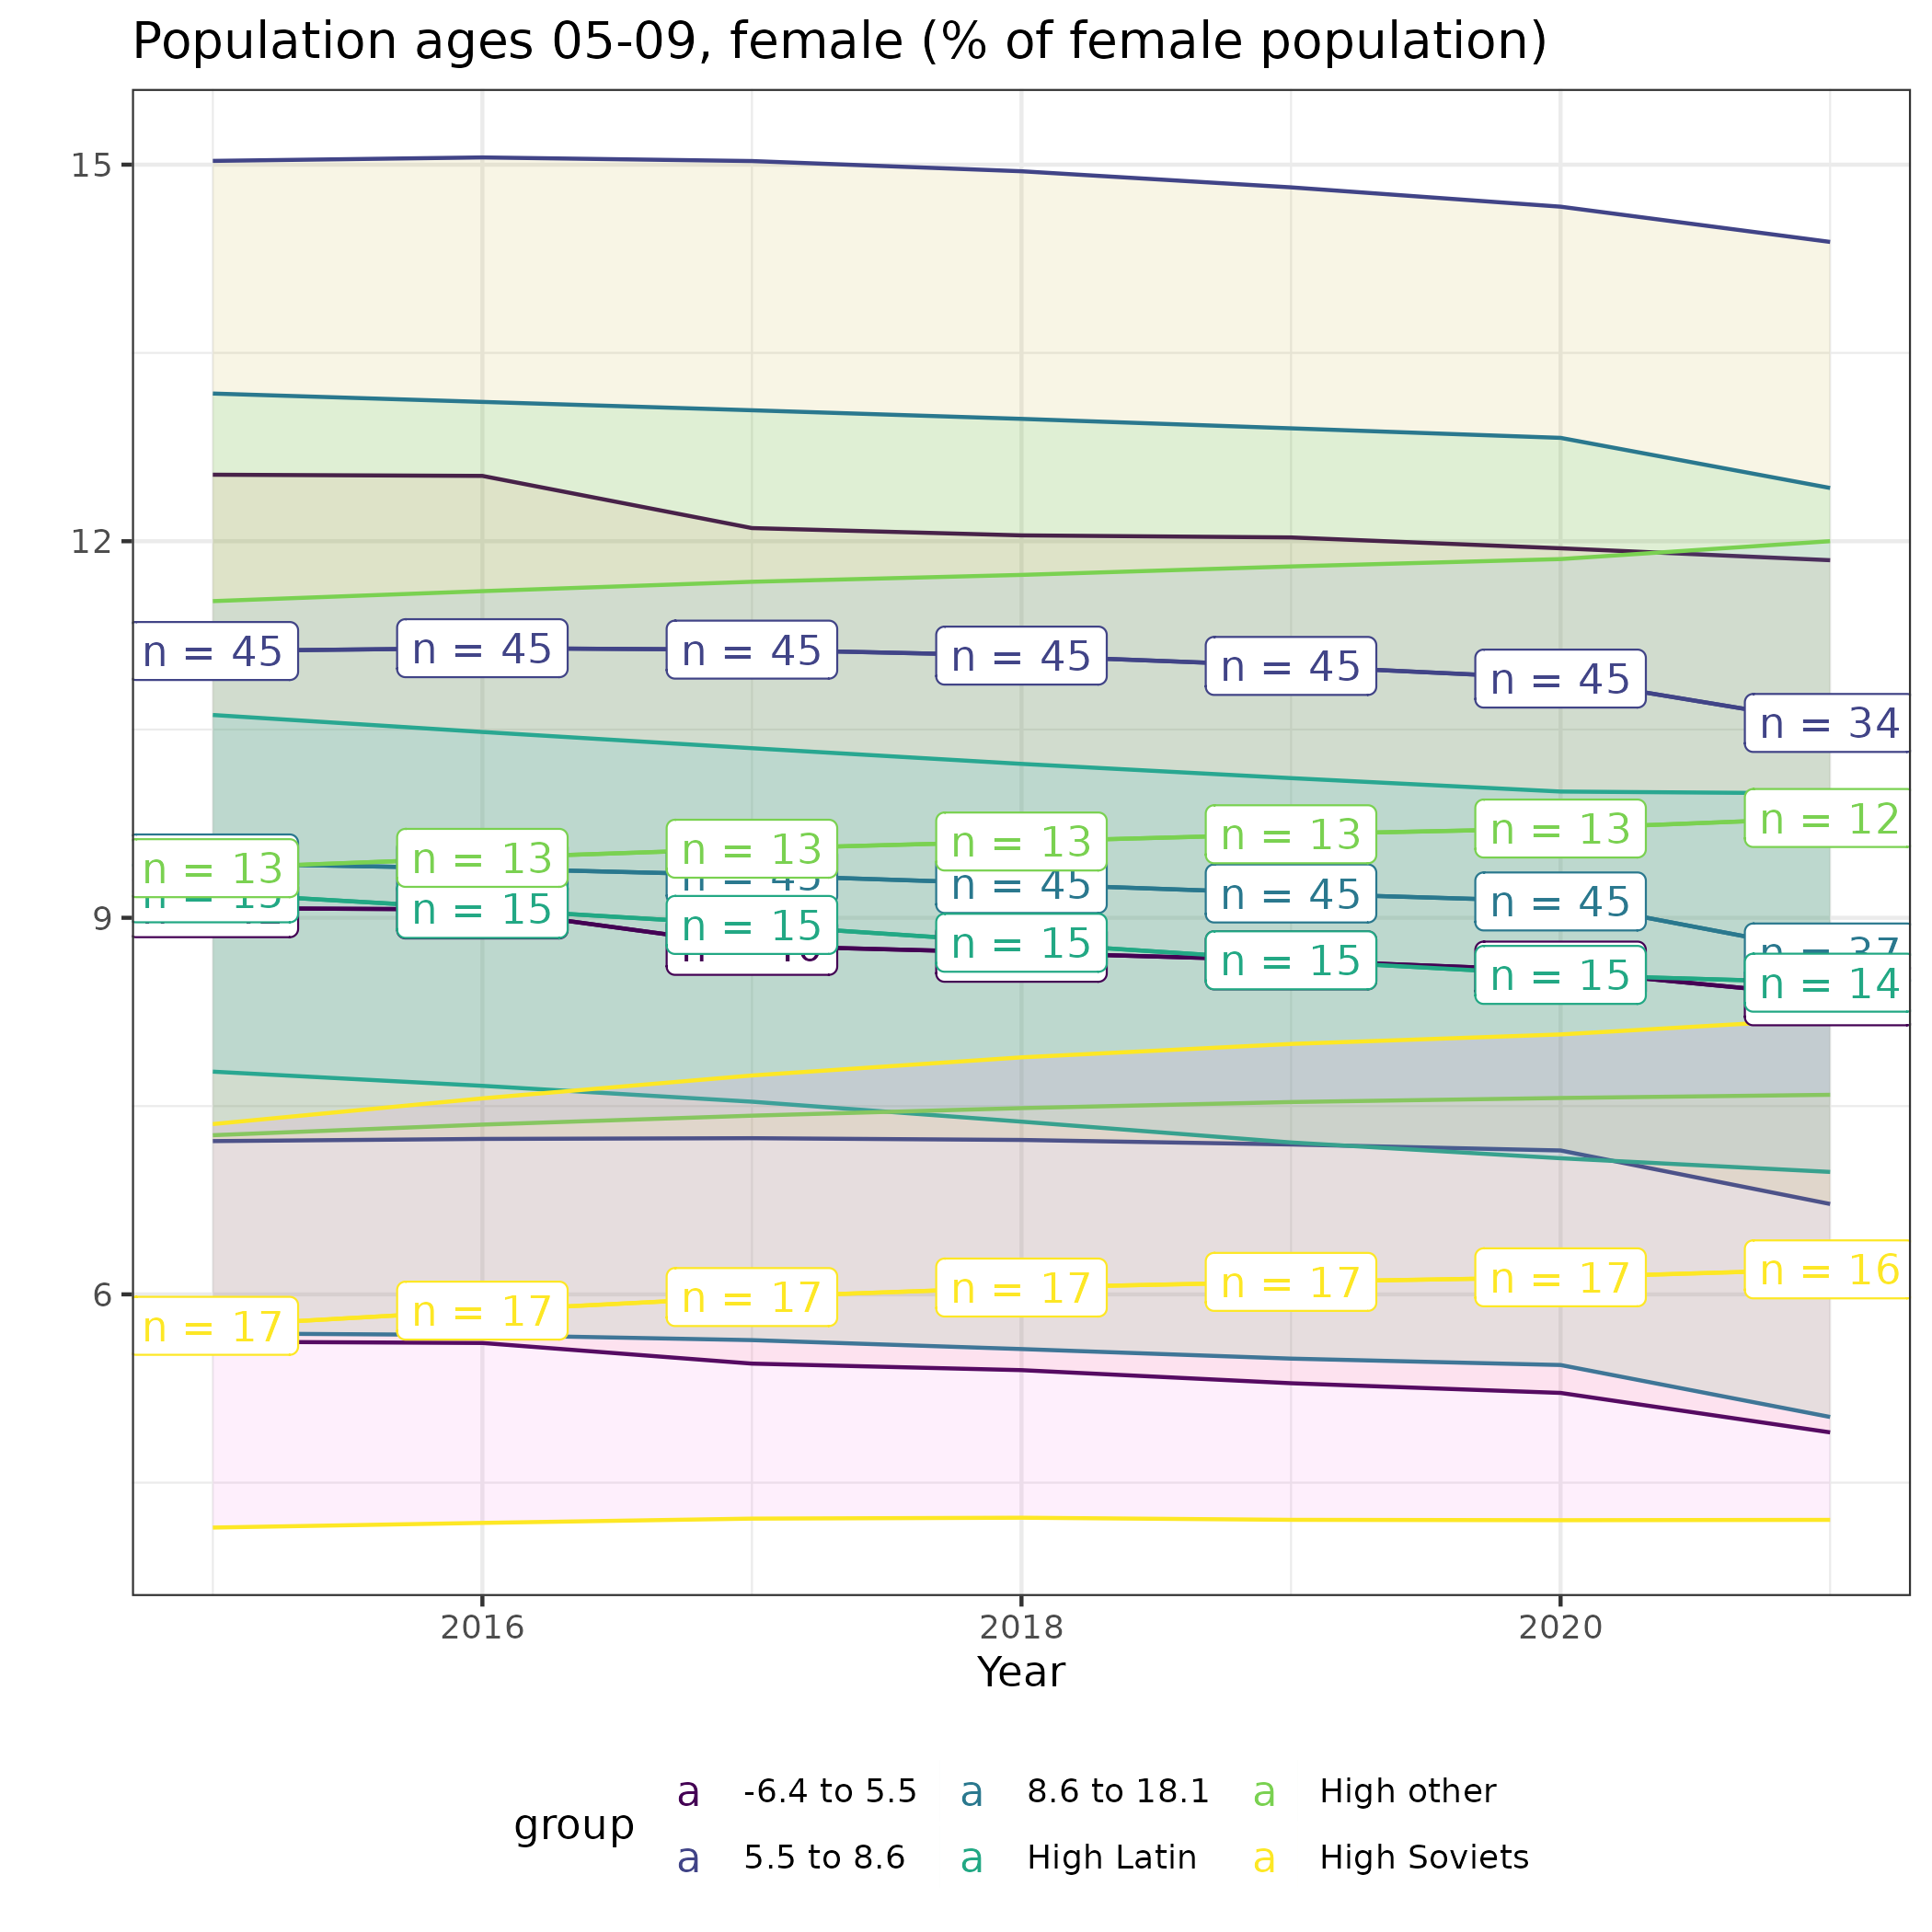 Population ages 05-09, female (% of female population)
15
12
9
6
n = 45 n = 45 n = 45 n = 45 n = 45 n = 45 n = 34
n = 13 n = 13 n = 13 n = 13 n = 13 n = 13 n = 12
n = 45 n = 45 n = 45 n = 45 n = 37
n = 15 n = 15 n = 15 n = 15 n = 15 n = 15 n = 14
n = 17 n = 17 n = 17 n = 17 n = 17 n = 17 n = 16
2016 2018 2020
Year
group
a -6.4 to 5.5 a 8.6 to 18.1 a High other
a 5.5 to 8.6 a High Latin a High Soviets